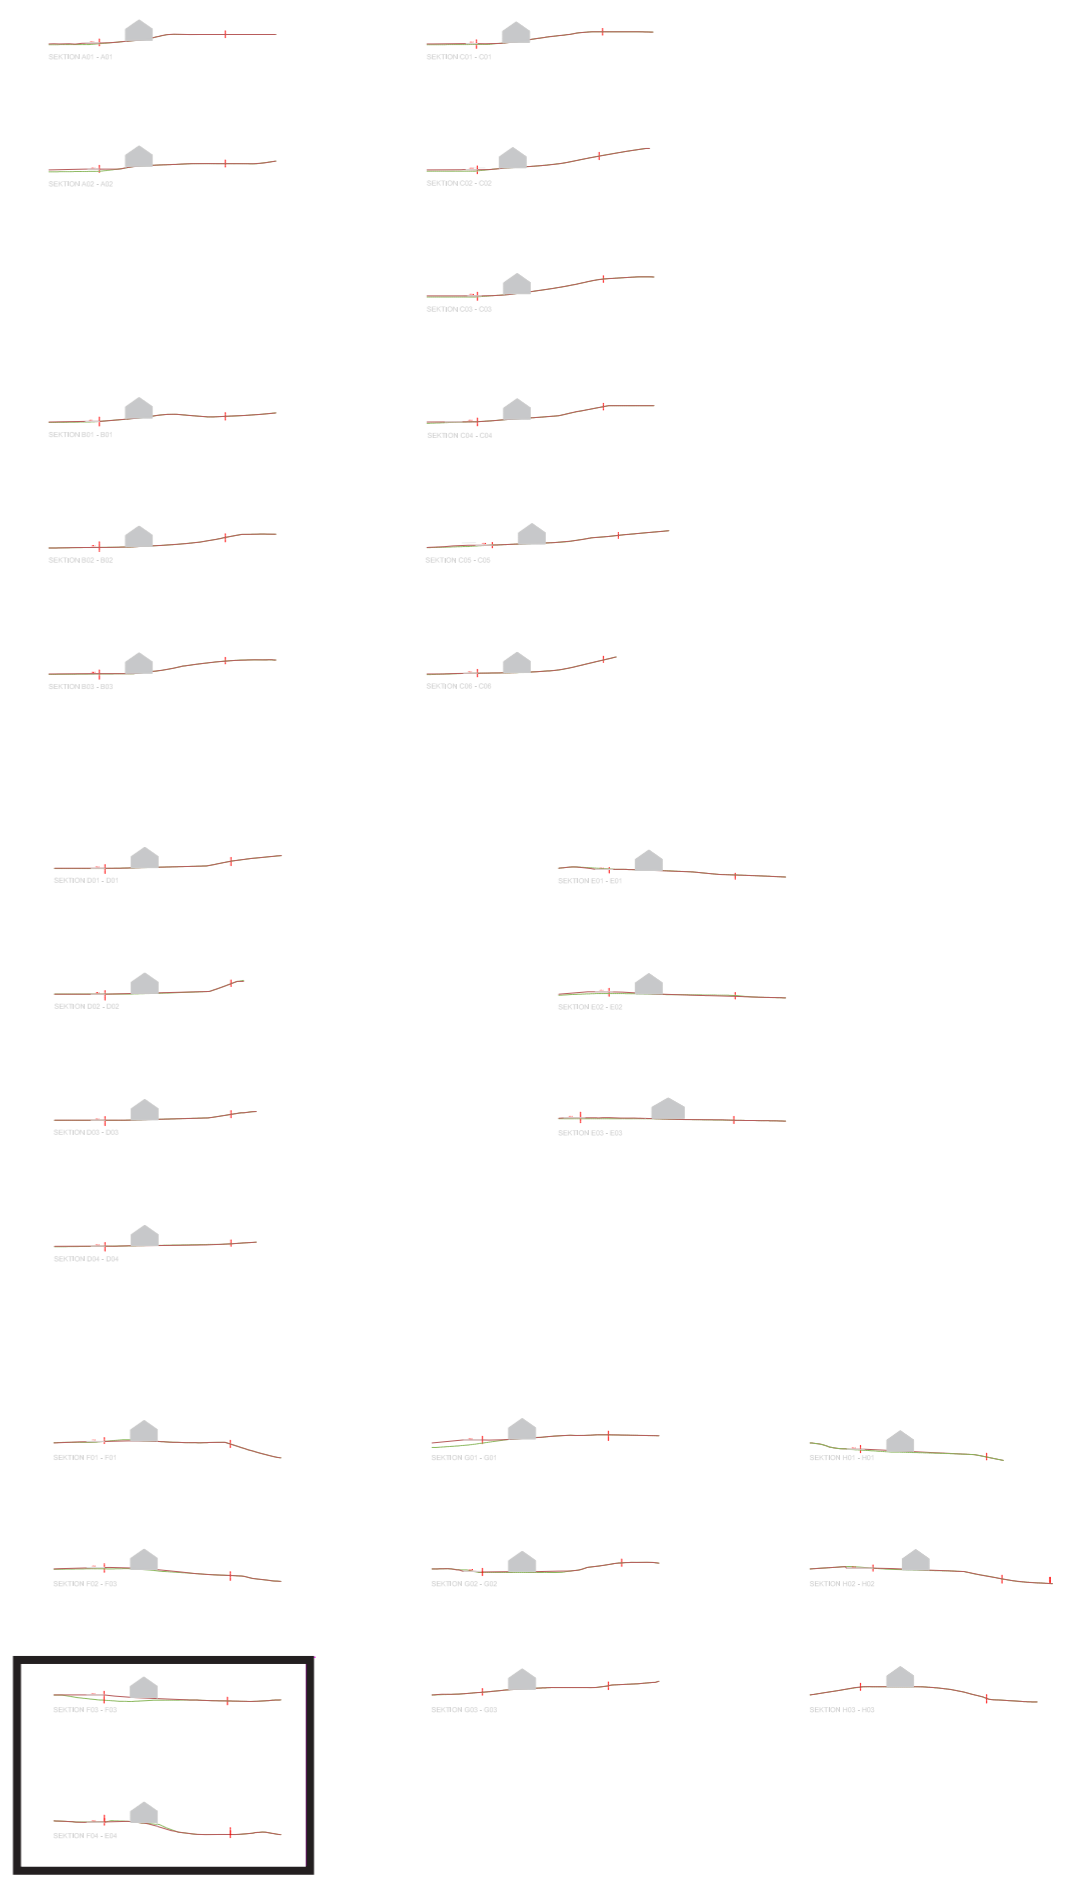 SEKTION A01 - A01
SEKTION C01 - C01
SEKTION A02 - A02
SEKTION C02 - C02
SEKTION C03 - C03
SEKTION B01 - B01
SEKTION C04 - C04
SEKTION B02 - B02
SEKTION C05 - C05
SEKTION B03 - B03
SEKTION C06 - C06
SEKTION D01 - D01
SEKTION E01 - E01
SEKTION D02 - D02
SEKTION E02 - E02
SEKTION D03 - D03
SEKTION E03 - E03
SEKTION D04 - D04
SEKTION F01 - F01
SEKTION G01 - G01
SEKTION H01 - H01
SEKTION F02 - F03
SEKTION G02 - G02
SEKTION H02 - H02
SEKTION F03 - F03
SEKTION G03 - G03
SEKTION H03 - H03
SEKTION F04 - E04